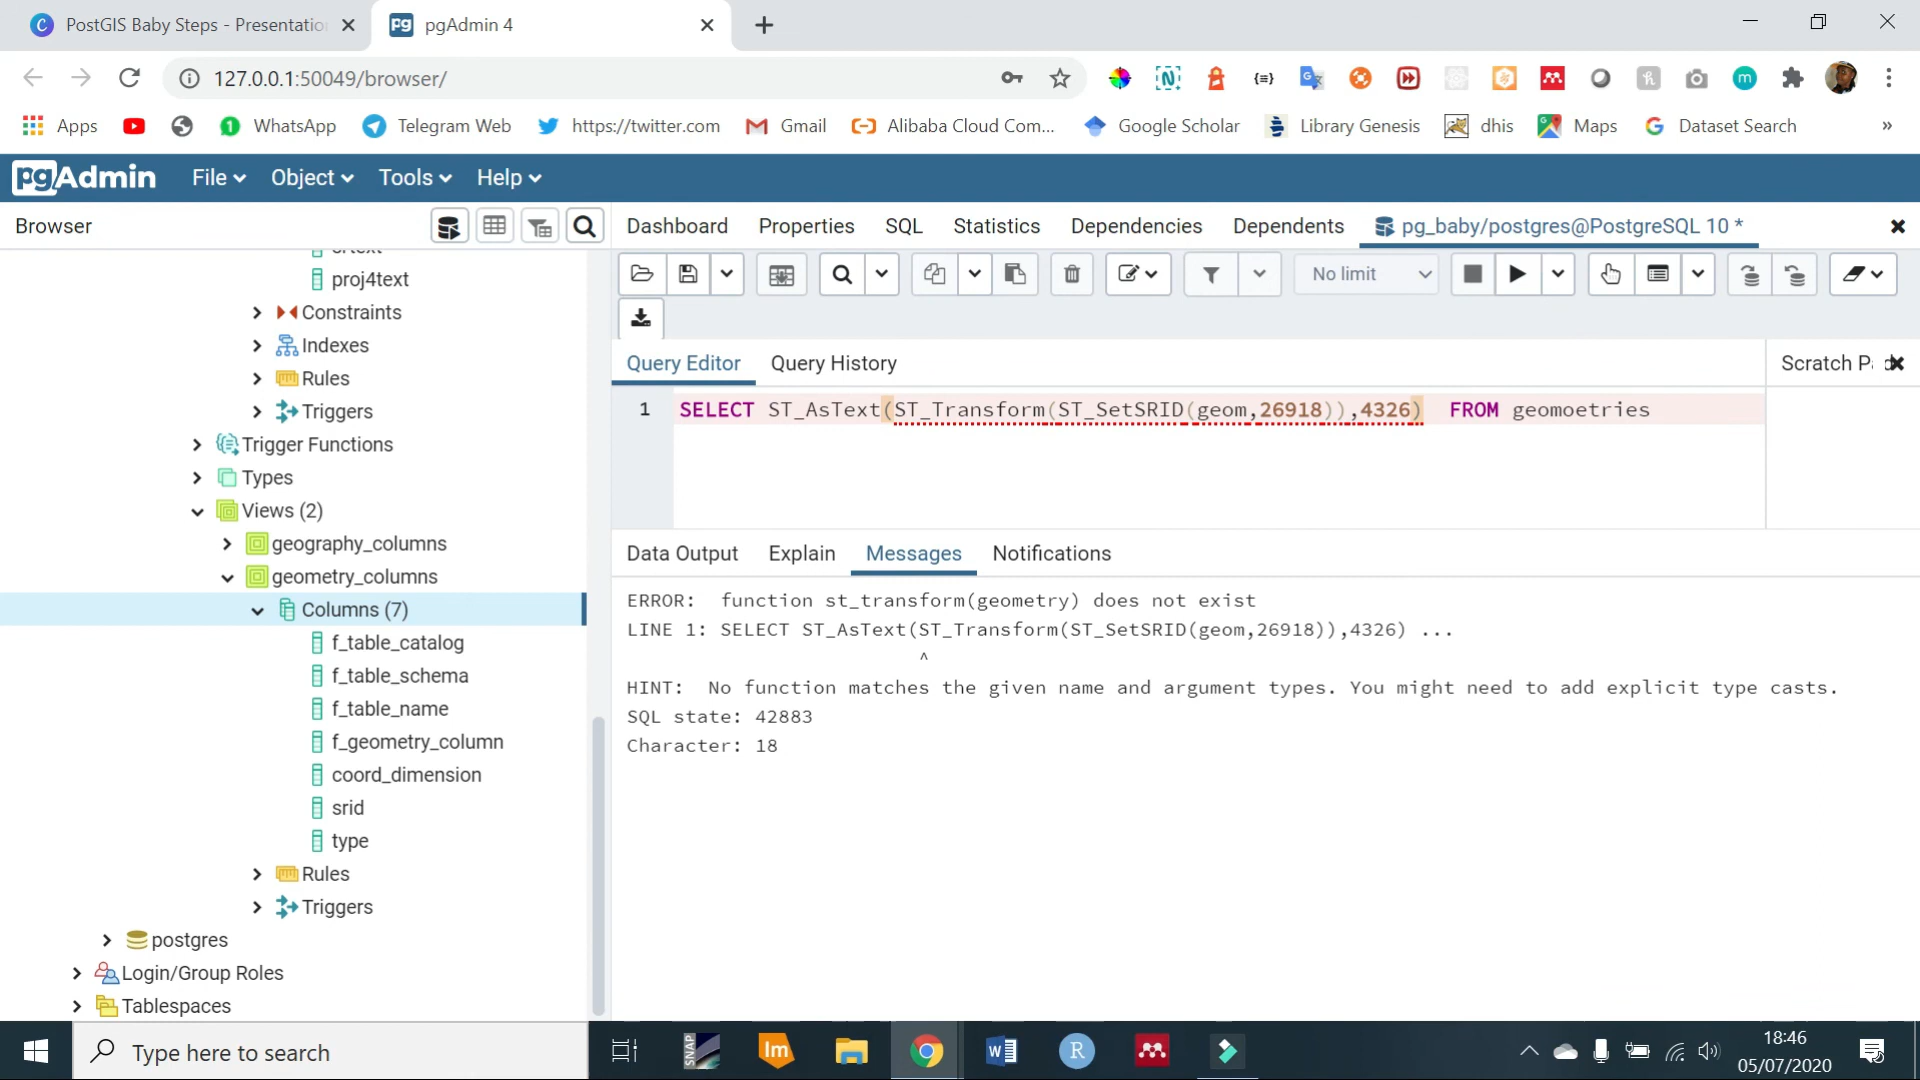 PostGIS Baby Steps - Presentatio
pgAdmin 4
127.0.0.1:50049/browser/
Apps
WhatsApp
Telegram Web
https://twitter.com
Gmail
Alibaba Cloud Com...
Google Scholar
Library Genesis
dhis
Maps
Dataset Search
»
pgAdmin
File
Object
Tools
Help
Browser
Dashboard
Properties
SQL
Statistics
Dependencies
Dependents
pg_baby/postgres@PostgreSQL 10 *
No limit
proj4text
Constraints
Indexes
Rules
Triggers
Trigger Functions
Types
Views (2)
geography_columns
geometry_columns
Columns (7)
f_table_catalog
f_table_schema
f_table_name
f_geometry_column
coord_dimension
srid
type
Rules
Triggers
postgres
Login/Group Roles
Tablespaces
Query Editor
Query History
Scratch
1 SELECT ST_AsText(ST_Transform(ST_SetSRID(geom,26918)),4326)  FROM geomoetries
Data Output
Explain
Messages
Notifications
ERROR:  function st_transform(geometry) does not exist
LINE 1: SELECT ST_AsText(ST_Transform(ST_SetSRID(geom,26918)),4326) ...
^
HINT:  No function matches the given name and argument types. You might need to add explicit type casts.
SQL state: 42883
Character: 18
Type here to search
SNAP
Im
W
R
18:46
05/07/2020